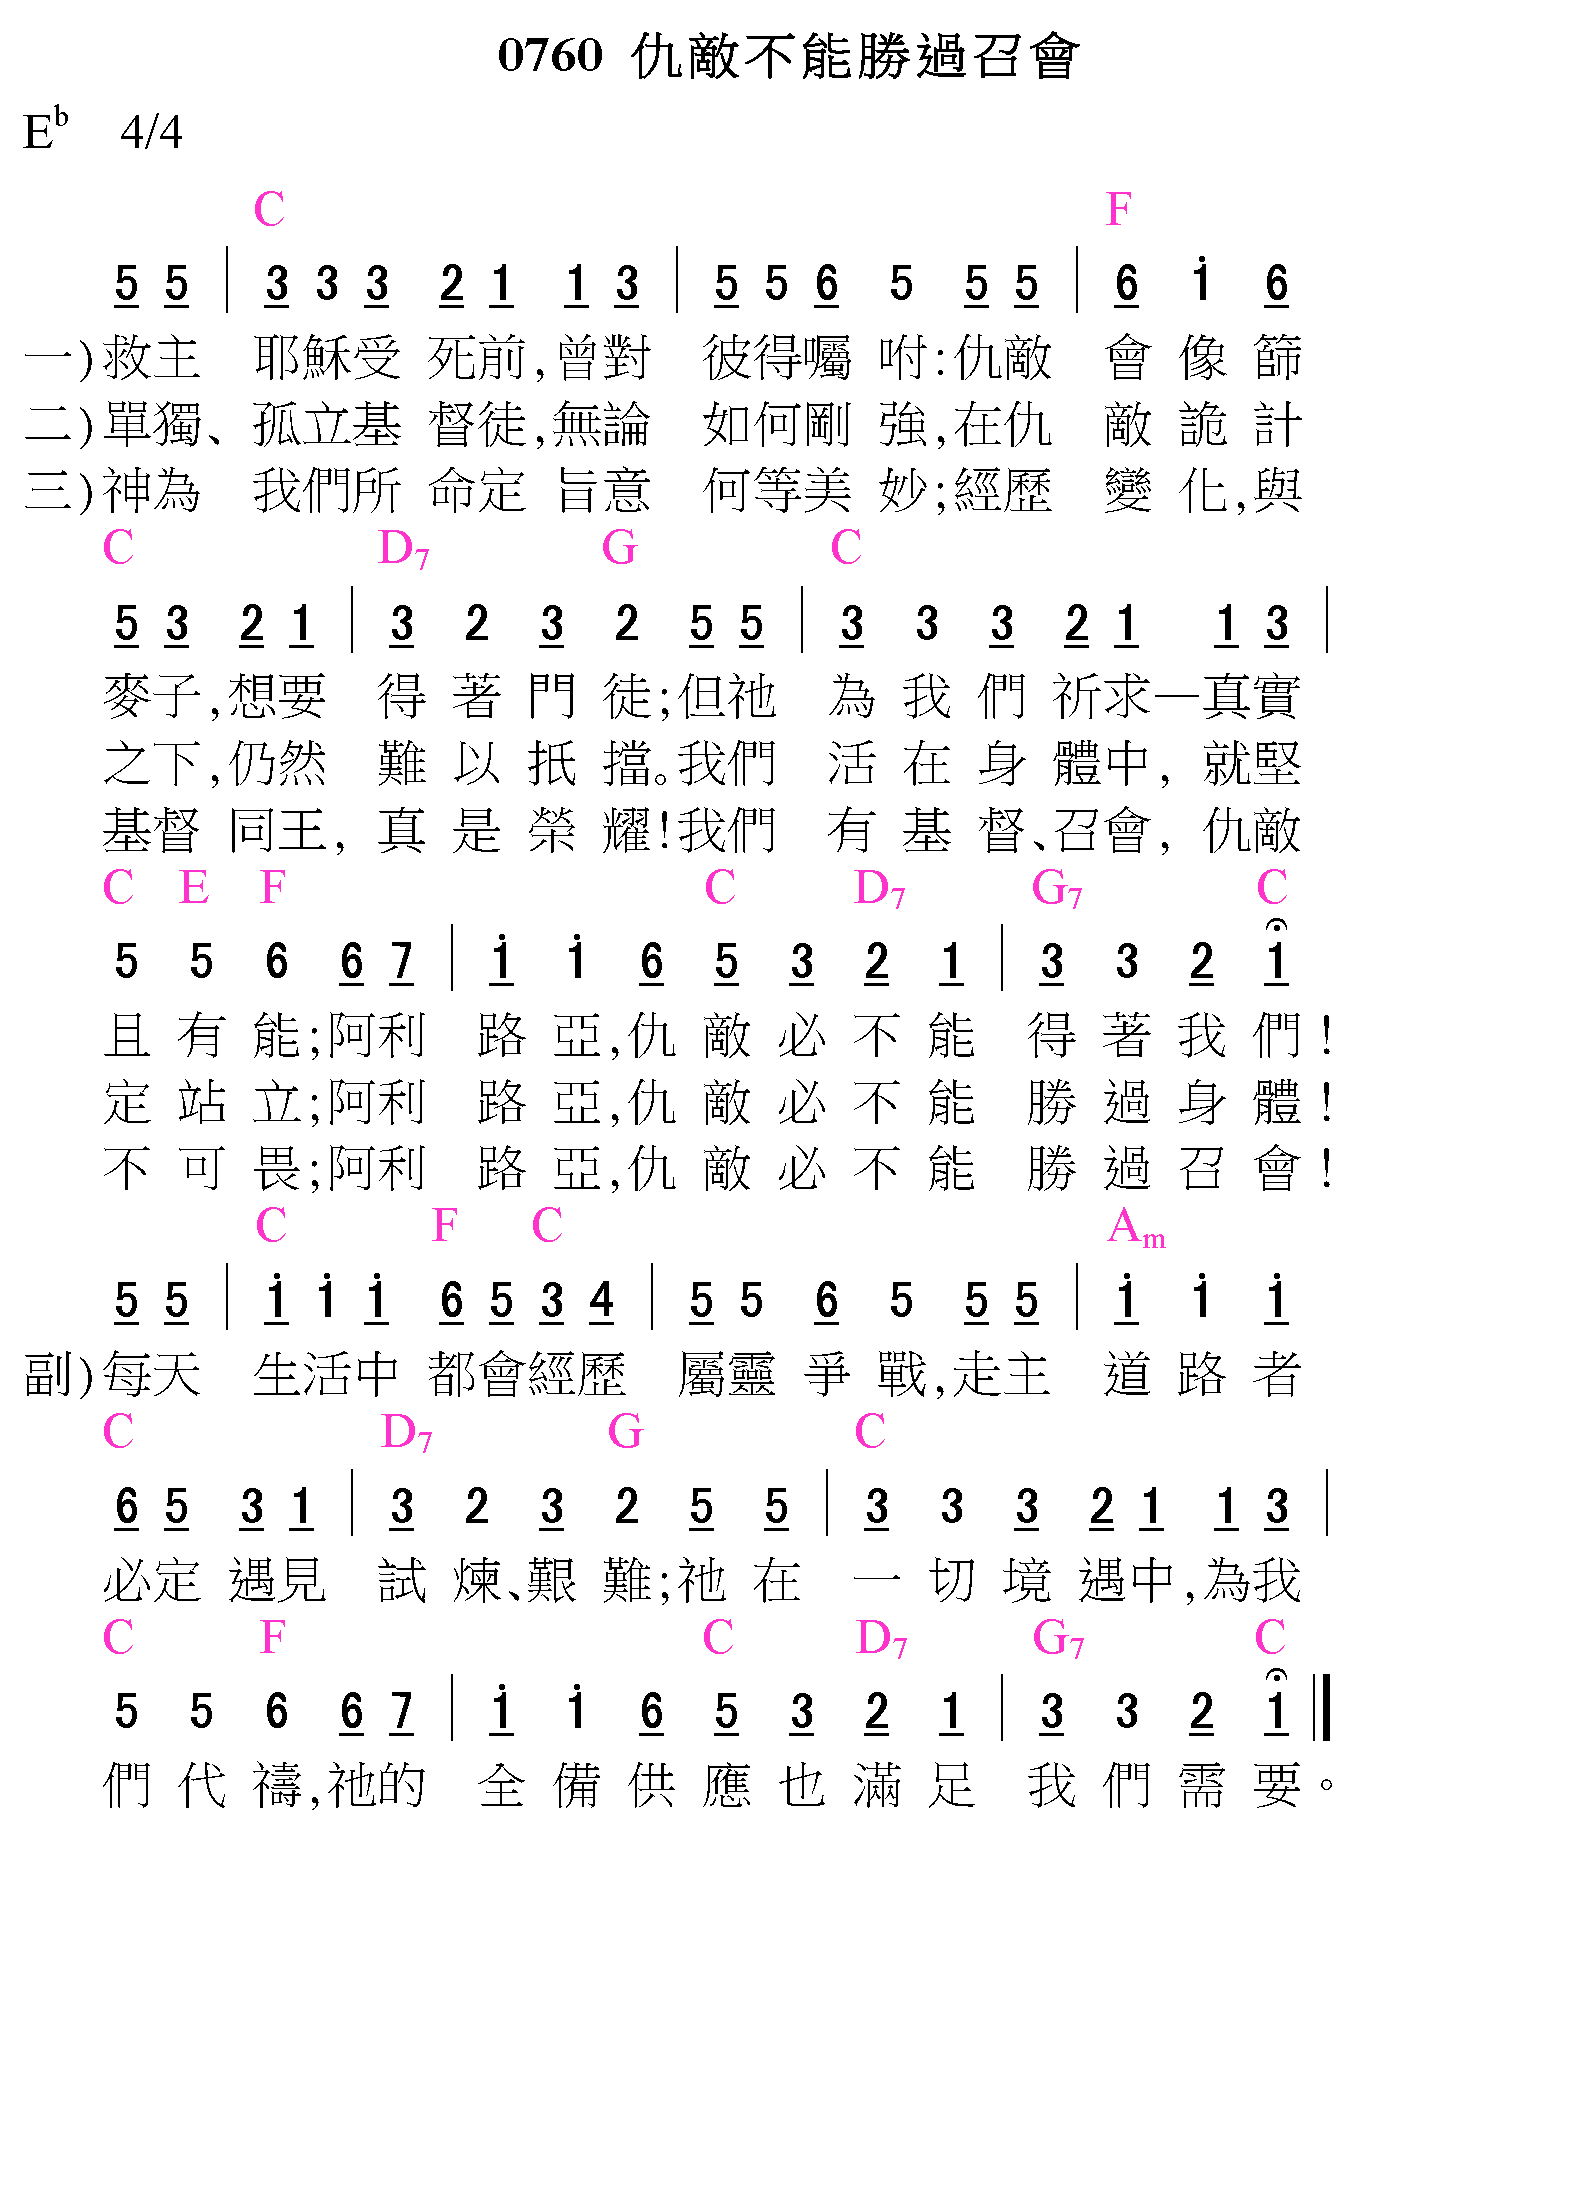 0760 仇敵不能勝過召會
E♭ 4/4
C F
5 5 | 3 3 3 2 1 1 3 | 5 5 6 5 5 5 | 6 i 6
一)救主 耶穌受 死前,曾對 彼得囑 咐:仇敵 會 像 篩
二)單獨、孤立基 督徒,無論 如何剛 強,在仇 敵 詭 計
三)神為 我們所 命定 旨意 何等美 妙;經歷 變 化,與
C D7 G C
5 3 2 1 | 3 2 3 2 5 5 | 3 3 3 2 1 1 3 |
麥子,想要 得 著 門 徒;但祂 為 我 們 祈求—真實
之下,仍然 難 以 抵 擋。我們 活 在 身 體中, 就堅
基督 同王, 真 是 榮 耀!我們 有 基 督、召會, 仇敵
C E F C D7 G7 C
5 5 6 6 7 | i i 6 5 3 2 1 | 3 3 2 1
且 有 能;阿利 路 亞,仇 敵 必 不 能 得 著 我 們!
定 站 立;阿利 路 亞,仇 敵 必 不 能 勝 過 身 體!
不 可 畏;阿利 路 亞,仇 敵 必 不 能 勝 過 召 會!
C F C Am
5 5 | i i i 6 5 3 4 | 5 5 6 5 5 5 | i i i
副)每天 生活中 都會經歷 屬靈 爭 戰,走主 道 路 者
C D7 G C
6 5 3 1 | 3 2 3 2 5 5 | 3 3 3 2 1 1 3 |
必定 遇見 試 煉、艱 難;祂 在 一 切 境 遇中,為我
C F C D7 G7 C
5 5 6 6 7 | i i 6 5 3 2 1 | 3 3 2 1 ‖
們 代 禱,祂的 全 備 供 應 也 滿 足 我 們 需 要。